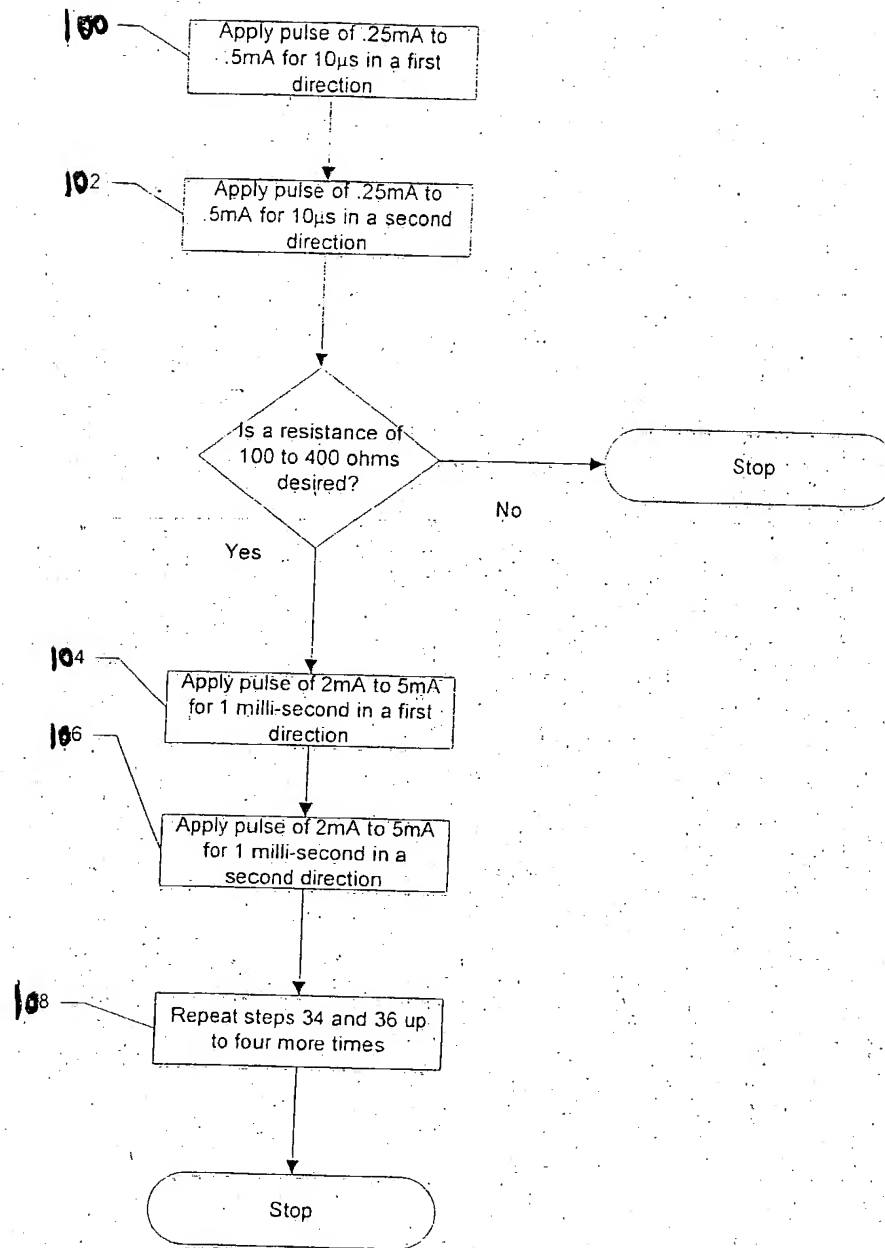 100
Apply pulse of .25mA to
.5mA for 10µs in a first
direction
102
Apply pulse of .25mA to
.5mA for 10µs in a second
direction
Is a resistance of
100 to 400 ohms
desired?
Stop
No
Yes
104
Apply pulse of 2mA to 5mA
for 1 milli-second in a first
direction
106
Apply pulse of 2mA to 5mA
for 1 milli-second in a
second direction
108
Repeat steps 34 and 36 up
to four more times
Stop